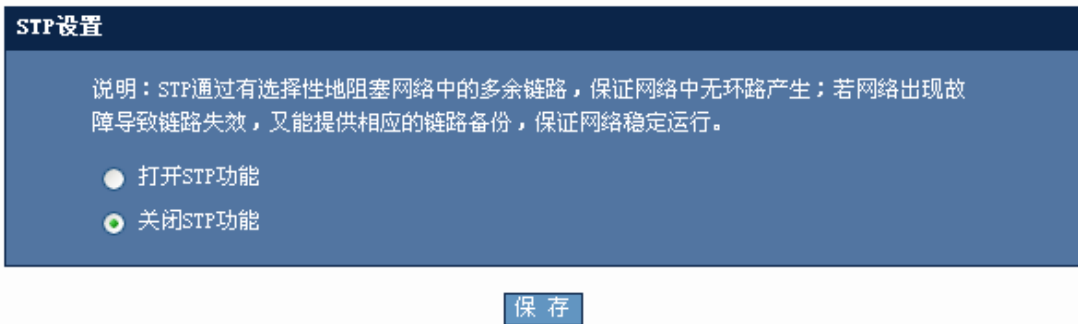 STP设置
说明：STP通过有选择性地阻塞网络中的多余链路，保证网络中无环路产生；若网络出现故
障导致链路失效，又能提供相应的链路备份，保证网络稳定运行。
打开STP功能
关闭STP功能
保 存